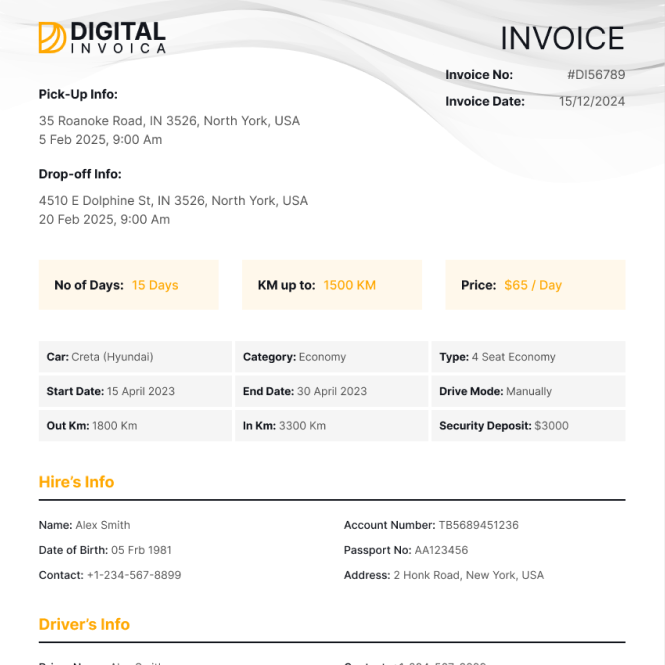 DIGITAL
INVOICA
INVOICE
Invoice No: #DI56789
Invoice Date: 15/12/2024
Pick-Up Info:
35 Roanoke Road, IN 3526, North York, USA
5 Feb 2025, 9:00 Am
Drop-off Info:
4510 E Dolphine St, IN 3526, North York, USA
20 Feb 2025, 9:00 Am
No of Days: 15 Days
KM up to: 1500 KM
Price: $65 / Day
Car: Creta (Hyundai)
Category: Economy
Type: 4 Seat Economy
Start Date: 15 April 2023
End Date: 30 April 2023
Drive Mode: Manually
Out Km: 1800 Km
In Km: 3300 Km
Security Deposit: $3000
Hire's Info
Name: Alex Smith
Account Number: TB5689451236
Date of Birth: 05 Frb 1981
Passport No: AA123456
Contact: +1-234-567-8899
Address: 2 Honk Road, New York, USA
Driver's Info